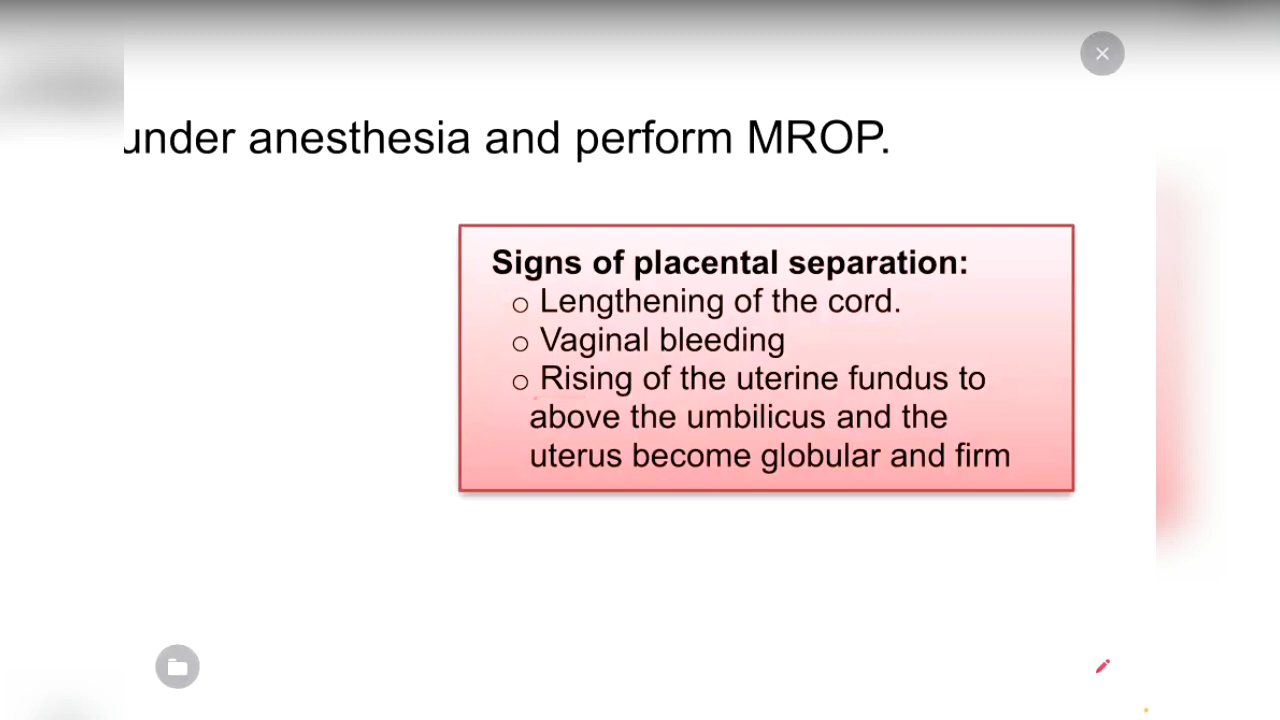 under anesthesia and perform MROP.
Signs of placental separation:
o Lengthening of the cord.
o Vaginal bleeding
o Rising of the uterine fundus to
above the umbilicus and the
uterus become globular and firm